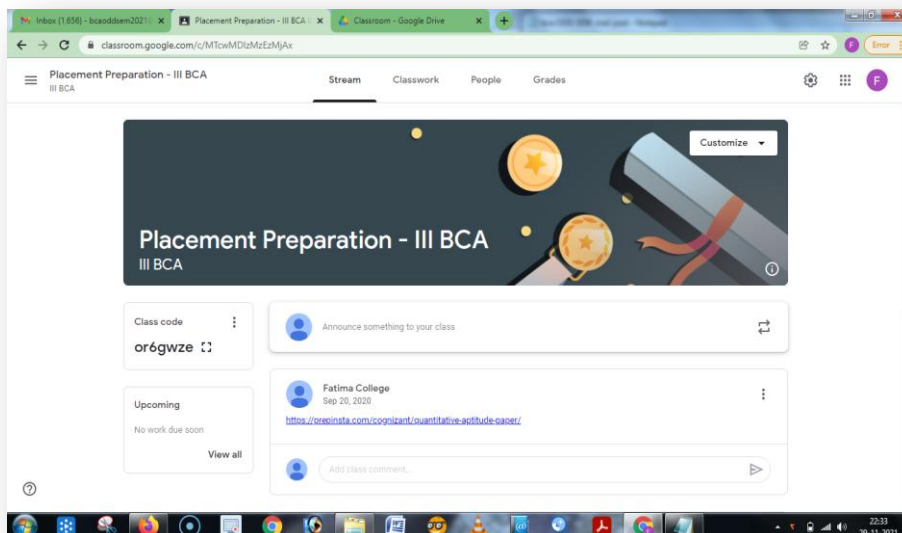 Inbox (1,656) - bcaoddsem2021
Placement Preparation - III BCA
Classroom - Google Drive
classroom.google.com/c/MTcwMDIzMzEzMjAx
Error
Placement Preparation - III BCA
III BCA
Stream Classwork People Grades
F
Customize
Placement Preparation - III BCA
III BCA
Class code
or6gwze
Announce something to your class
Upcoming
No work due soon
View all
Fatima College
Sep 20, 2020
https://prepinsta.com/cognizant/quantitative-aptitude-paper/
Add class comment...
22:33
20-11-2021